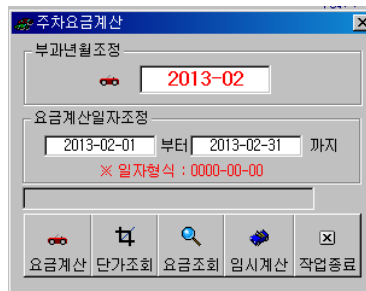 주차요금계산
부과년월조정
2013-02
요금계산일자조정
2013-02-01 부터 2013-02-31 까지
※ 일자형식 : 0000-00-00
요금계산 단가조회 요금조회 임시계산 작업종료